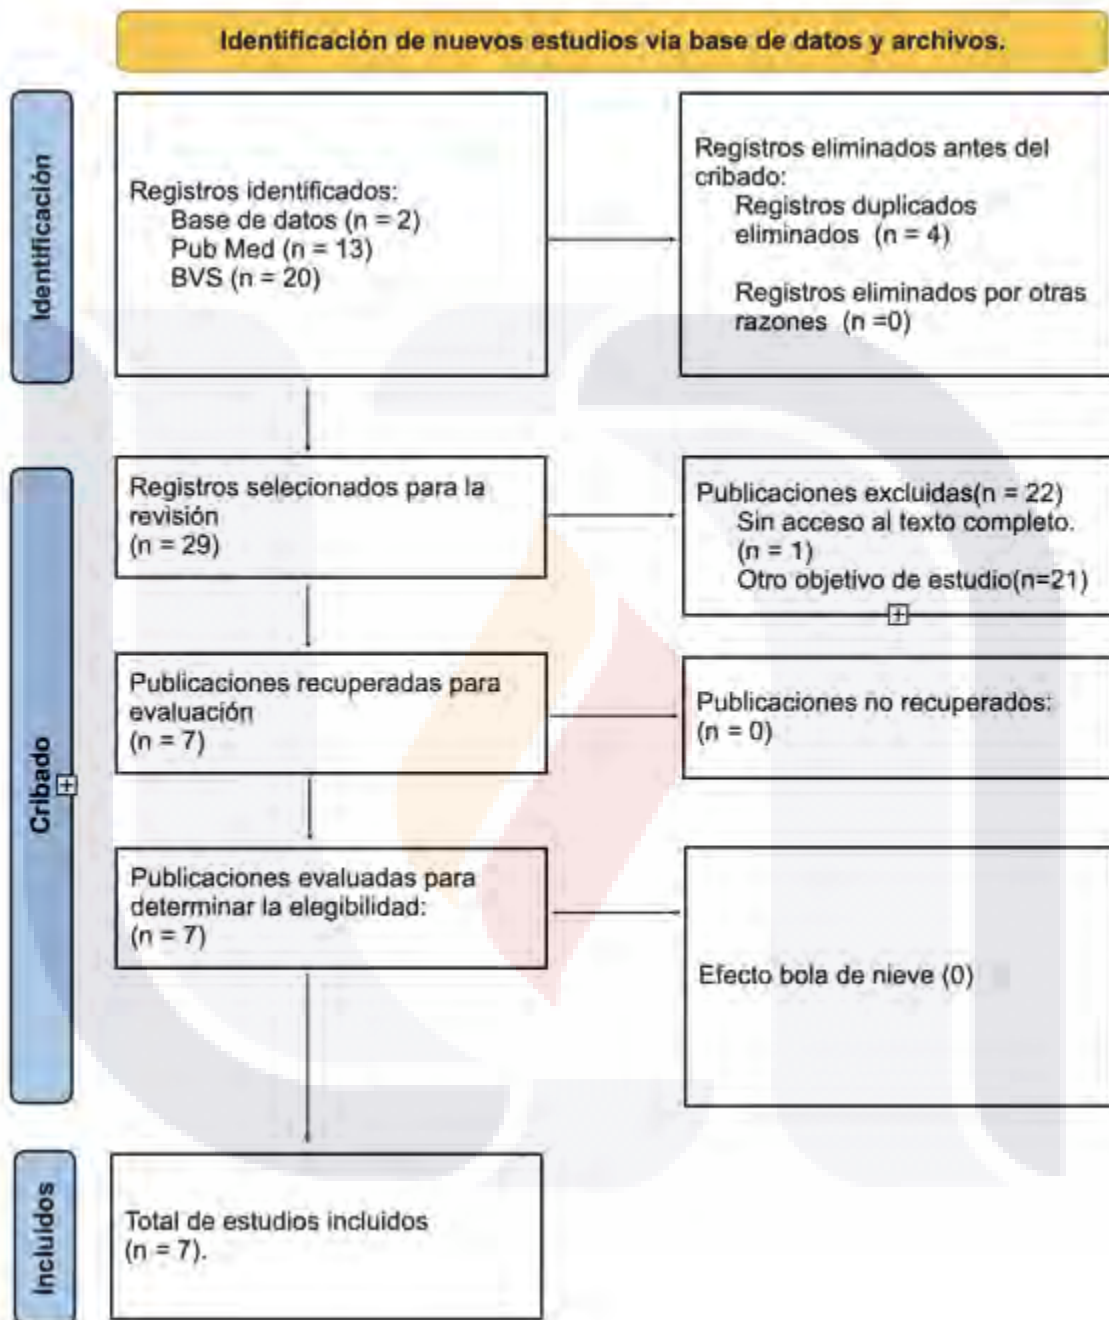 Identificación de nuevos estudios vía base de datos y archivos.
Identificación
Registros identificados:
Base de datos (n = 2)
Pub Med (n = 13)
BVS (n = 20)
Registros eliminados antes del
cribado:
Registros duplicados
eliminados (n = 4)
Registros eliminados por otras
razones (n =0)
Cribado
Registros selecionados para la
revisión
(n = 29)
Publicaciones excluidas(n = 22)
Sin acceso al texto completo.
(n = 1)
Otro objetivo de estudio(n=21)
Publicaciones recuperadas para
evaluación
(n = 7)
Publicaciones no recuperados:
(n = 0)
Publicaciones evaluadas para
determinar la elegibilidad:
(n = 7)
Efecto bola de nieve (0)
Incluidos
Total de estudios incluidos
(n = 7).